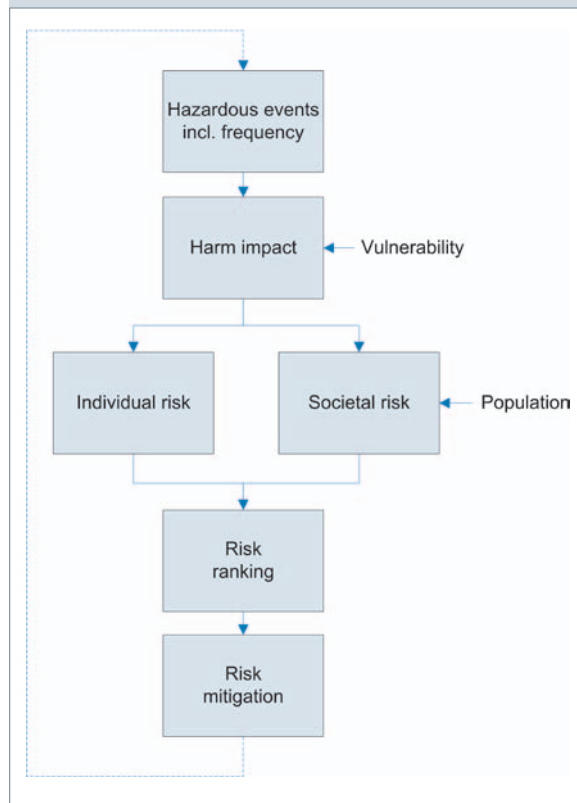 Hazardous events
incl. frequency
Harm impact
Vulnerability
Individual risk
Societal risk
Population
Risk
ranking
Risk
mitigation